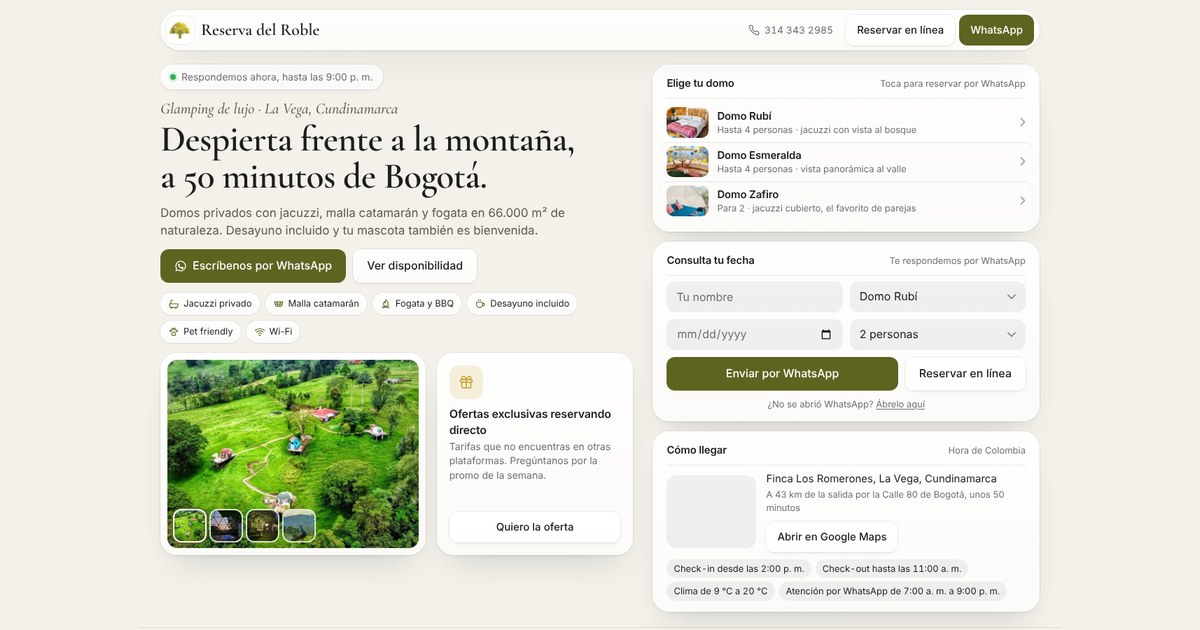 Reserva del Roble
314 343 2985
Reservar en línea
WhatsApp
Respondemos ahora, hasta las 9:00 p. m.
Glamping de lujo · La Vega, Cundinamarca
Despierta frente a la montaña,
a 50 minutos de Bogotá.
Domos privados con jacuzzi, malla catamarán y fogata en 66.000 m² de
naturaleza. Desayuno incluido y tu mascota también es bienvenida.
Escríbenos por WhatsApp
Ver disponibilidad
Jacuzzi privado
Malla catamarán
Fogata y BBQ
Desayuno incluido
Pet friendly
Wi-Fi
Ofertas exclusivas reservando
directo
Tarifas que no encuentras en otras
plataformas. Pregúntanos por la
promo de la semana.
Quiero la oferta
Elige tu domo
Toca para reservar por WhatsApp
Domo Rubí
Hasta 4 personas · jacuzzi con vista al bosque
Domo Esmeralda
Hasta 4 personas · vista panorámica al valle
Domo Zafiro
Para 2 · jacuzzi cubierto, el favorito de parejas
Consulta tu fecha
Te respondemos por WhatsApp
Tu nombre
Domo Rubí
mm/dd/yyyy
2 personas
Enviar por WhatsApp
Reservar en línea
¿No se abrió WhatsApp? Ábrelo aquí
Cómo llegar
Hora de Colombia
Finca Los Romerones, La Vega, Cundinamarca
A 43 km de la salida por la Calle 80 de Bogotá, unos 50
minutos
Abrir en Google Maps
Check-in desde las 2:00 p. m.
Check-out hasta las 11:00 a. m.
Clima de 9 °C a 20 °C
Atención por WhatsApp de 7:00 a. m. a 9:00 p. m.